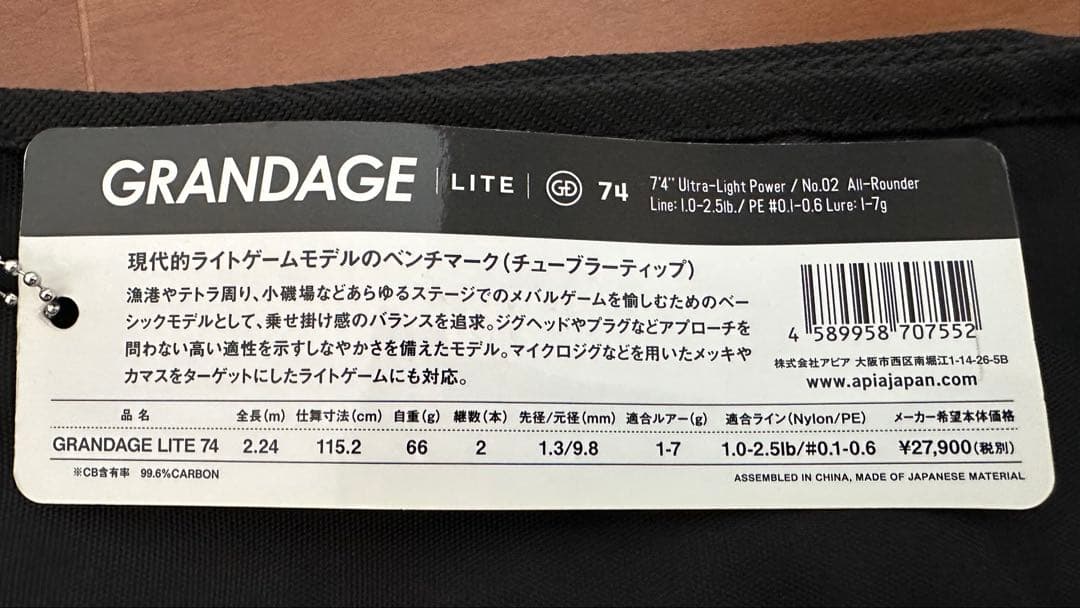 GRANDAGE | LITE | GD 74
7'4'' Ultra-Light Power / No.02 All-Rounder
Line: 1.0-2.5lb./ PE #0.1-0.6 Lure: 1-7g
現代的ライトゲームモデルのベンチマーク(チューブラーティップ)
漁港やテトラ周り、小磯場などあらゆるステージでのメバルゲームを愉しむためのベー
シックモデルとして、乗せ掛け感のバランスを追求。ジグヘッドやプラグなどアプローチを
問わない高い適性を示すしなやかさを備えたモデル。マイクロジグなどを用いたメッキや
カマスをターゲットにしたライトゲームにも対応。
4 589958 707552
株式会社アピア 大阪市西区南堀江1-14-26-5B
www.apiajapan.com
品名 全長(m) 仕舞寸法(cm) 自重(g) 継数(本) 先径/元径(mm) 適合ルアー(g) 適合ライン(Nylon/PE) メーカー希望本体価格
GRANDAGE LITE 74 2.24 115.2 66 2 1.3/9.8 1-7 1.0-2.5lb/#0.1-0.6 ¥27,900(税別)
※CB含有率 99.6%CARBON
ASSEMBLED IN CHINA, MADE OF JAPANESE MATERIAL